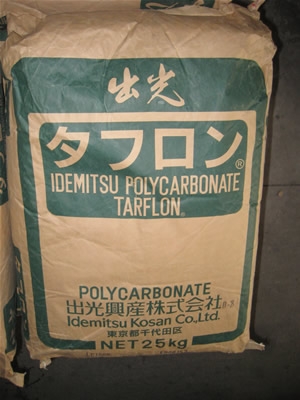 出光
タフロン®
IDEMITSU POLYCARBONATE
TARFLON®
POLYCARBONATE
出光興産株式会社
Idemitsu Kosan Co.,Ltd.
東京都千代田区
NET 25kg